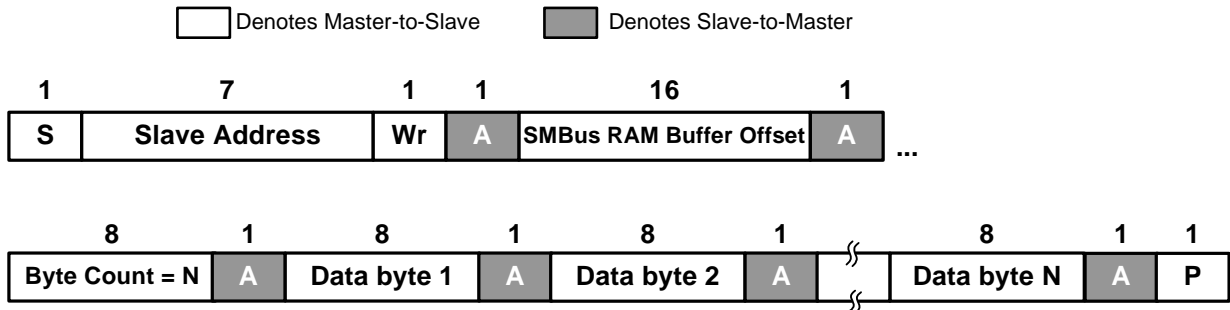 Denotes Master-to-Slave Denotes Slave-to-Master
1 7 1 1 16 1
S Slave Address Wr A SMBus RAM Buffer Offset A ...
8 1 8 1 8 1 8 1 1
Byte Count = N A Data byte 1 A Data byte 2 A Data byte N A P